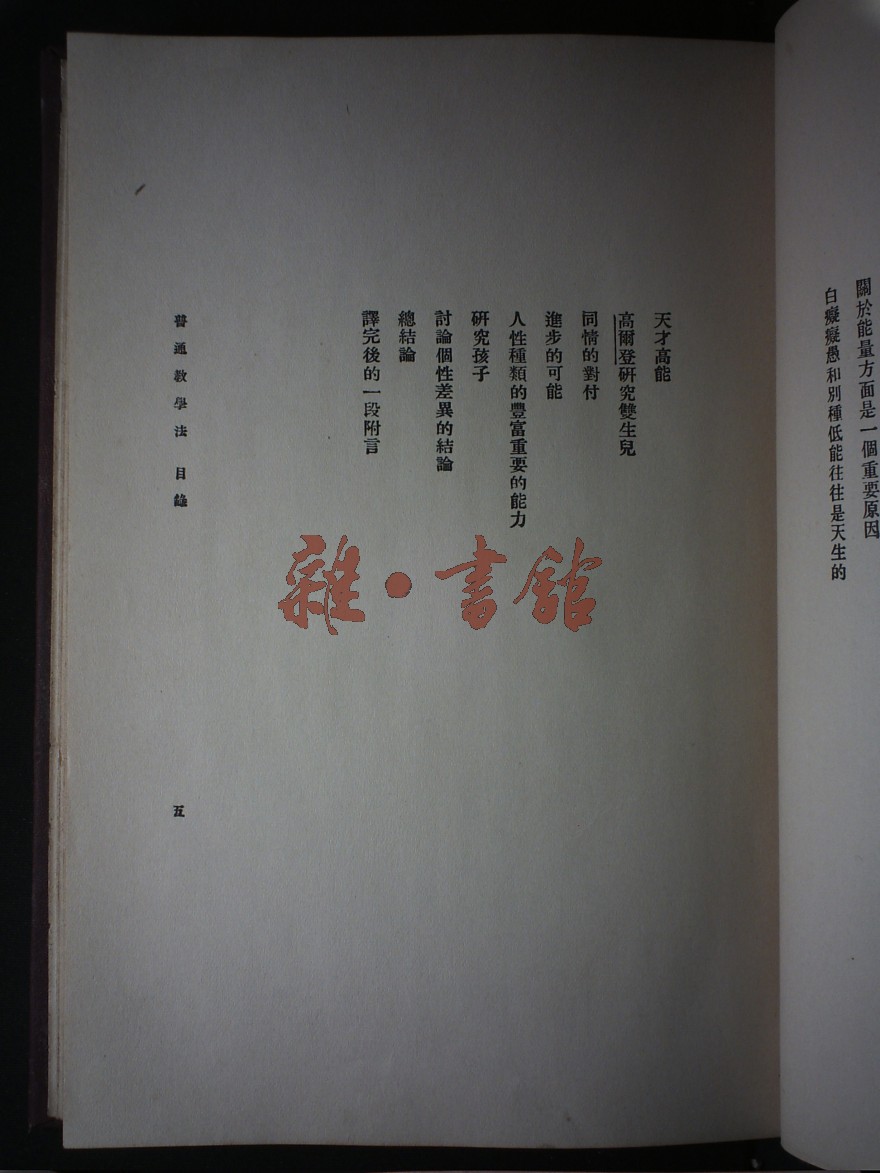 關於能量方面是一個重要原因
白癡癡愚和別種低能往往是天生的
天才高能
高爾登研究雙生兒
同情的對付
進步的可能
人性種類的豐富重要的能力
研究孩子
討論個性差異的結論
總結論
譯完後的一段附言
普通教學法 目錄
五
雜·書館